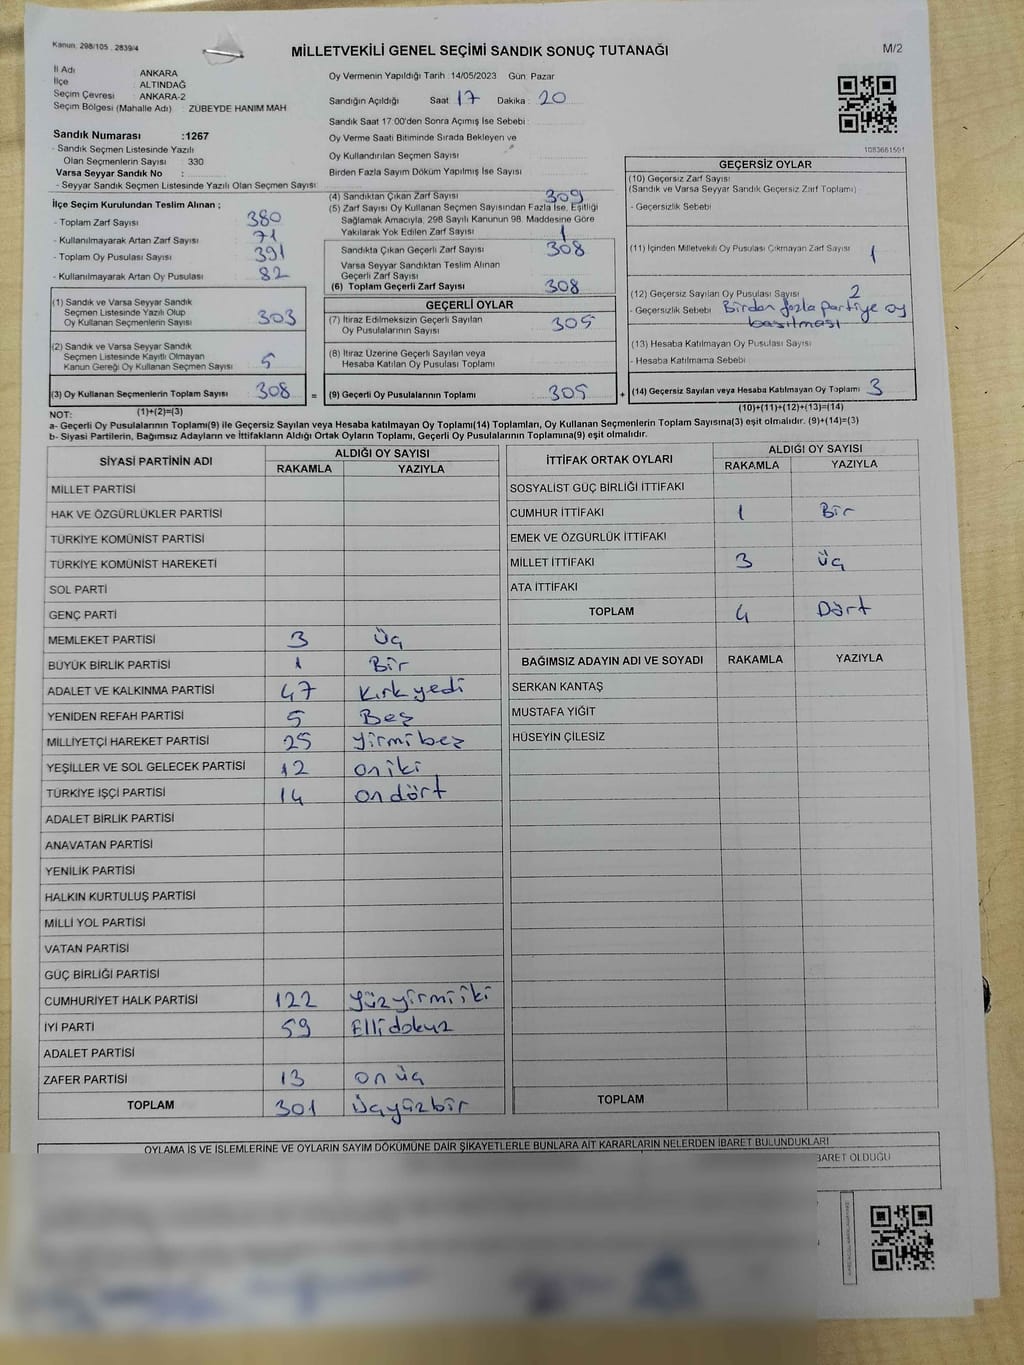 Kanun. 298/105 . 2839/4
MİLLETVEKİLİ GENEL SEÇİMİ SANDIK SONUÇ TUTANAĞI
M/2
İl Adı : ANKARA
İlçe : ALTINDAĞ
Seçim Çevresi : ANKARA-2
Seçim Bölgesi (Mahalle Adı) : ZÜBEYDE HANIM MAH
Oy Vermenin Yapıldığı Tarih : 14/05/2023 Gün: Pazar
Sandığın Açıldığı Saat : 17 Dakika : 20
Sandık Saat 17.00'den Sonra Açımış İse Sebebi :
Oy Verme Saati Bitiminde Sırada Bekleyen ve
Oy Kullandırılan Seçmen Sayısı
Birden Fazla Sayım Döküm Yapılmış İse Sayısı
1083661591
Sandık Numarası :1267
- Sandık Seçmen Listesinde Yazılı
Olan Seçmenlerin Sayısı : 330
Varsa Seyyar Sandık No :
- Seyyar Sandık Seçmen Listesinde Yazılı Olan Seçmen Sayısı:
İlçe Seçim Kurulundan Teslim Alınan ;
- Toplam Zarf Sayısı 380
- Kullanılmayarak Artan Zarf Sayısı 71
- Toplam Oy Pusulası Sayısı 391
- Kullanılmayarak Artan Oy Pusulası 82
(1) Sandık ve Varsa Seyyar Sandık
Seçmen Listesinde Yazılı Olup
Oy Kullanan Seçmenlerin Sayısı 303
(2) Sandık ve Varsa Seyyar Sandık
Seçmen Listesinde Kayıtlı Olmayan
Kanun Gereği Oy Kullanan Seçmen Sayısı 5
(3) Oy Kullanan Seçmenlerin Toplam Sayısı 308
(4) Sandıktan Çıkan Zarf Sayısı 309
(5) Zarf Sayısı Oy Kullanan Seçmen Sayısından Fazla İse, Eşitliği
Sağlamak Amacıyla, 298 Sayılı Kanunun 98. Maddesine Göre
Yakılarak Yok Edilen Zarf Sayısı 1
Sandıkta Çıkan Geçerli Zarf Sayısı 308
Varsa Seyyar Sandıktan Teslim Alınan
Geçerli Zarf Sayısı
(6) Toplam Geçerli Zarf Sayısı 308
GEÇERLİ OYLAR
(7) İtiraz Edilmeksizin Geçerli Sayılan
Oy Pusulalarının Sayısı 305
(8) İtiraz Üzerine Geçerli Sayılan veya
Hesaba Katılan Oy Pusulası Toplamı
= (9) Geçerli Oy Pusulalarının Toplamı 305
GEÇERSİZ OYLAR
(10) Geçersiz Zarf Sayısı
(Sandık ve Varsa Seyyar Sandık Geçersiz Zarf Toplamı)
- Geçersizlik Sebebi
(11) İçinden Milletvekili Oy Pusulası Çıkmayan Zarf Sayısı 1
(12) Geçersiz Sayılan Oy Pusulası Sayısı 2
- Geçersizlik Sebebi Birden fazla partiye oy
basılması
(13) Hesaba Katılmayan Oy Pusulası Sayısı
- Hesaba Katılmama Sebebi
+ (14) Geçersiz Sayılan veya Hesaba Katılmayan Oy Toplamı 3
NOT: (1)+(2)=(3)
(10)+(11)+(12)+(13)=(14)
a- Geçerli Oy Pusulalarının Toplamı(9) ile Geçersiz Sayılan veya Hesaba katılmayan Oy Toplamı(14) Toplamları, Oy Kullanan Seçmenlerin Toplam Sayısına(3) eşit olmalıdır. (9)+(14)=(3)
b- Siyasi Partilerin, Bağımsız Adayların ve İttifakların Aldığı Ortak Oyların Toplamı, Geçerli Oy Pusulalarının Toplamına(9) eşit olmalıdır.
SİYASİ PARTİNİN ADI ALDIĞI OY SAYISI
RAKAMLA YAZIYLA
MİLLET PARTİSİ
HAK VE ÖZGÜRLÜKLER PARTİSİ
TÜRKİYE KOMÜNİST PARTİSİ
TÜRKİYE KOMÜNİST HAREKETİ
SOL PARTİ
GENÇ PARTİ
MEMLEKET PARTİSİ 3 Üç
BÜYÜK BİRLİK PARTİSİ 1 Bir
ADALET VE KALKINMA PARTİSİ 47 Kırkyedi
YENİDEN REFAH PARTİSİ 5 Beş
MİLLİYETÇİ HAREKET PARTİSİ 25 Yirmibeş
YEŞİLLER VE SOL GELECEK PARTİSİ 12 oniki
TÜRKİYE İŞÇİ PARTİSİ 14 ondört
ADALET BİRLİK PARTİSİ
ANAVATAN PARTİSİ
YENİLİK PARTİSİ
HALKIN KURTULUŞ PARTİSİ
MİLLİ YOL PARTİSİ
VATAN PARTİSİ
GÜÇ BİRLİĞİ PARTİSİ
CUMHURİYET HALK PARTİSİ 122 Yüzyirmiiki
İYİ PARTİ 59 Ellidokuz
ADALET PARTİSİ
ZAFER PARTİSİ 13 onüç
TOPLAM 301 Üçyüzbir
İTTİFAK ORTAK OYLARI ALDIĞI OY SAYISI
RAKAMLA YAZIYLA
SOSYALİST GÜÇ BİRLİĞİ İTTİFAKI
CUMHUR İTTİFAKI 1 Bir
EMEK VE ÖZGÜRLÜK İTTİFAKI
MİLLET İTTİFAKI 3 Üç
ATA İTTİFAKI
TOPLAM 4 Dört
BAĞIMSIZ ADAYIN ADI VE SOYADI RAKAMLA YAZIYLA
SERKAN KANTAŞ
MUSTAFA YİĞİT
HÜSEYİN ÇİLESİZ
TOPLAM
OYLAMA İŞ VE İŞLEMLERİNE VE OYLARIN SAYIM DÖKÜMÜNE DAİR ŞİKAYETLERLE BUNLARA AİT KARARLARIN NELERDEN İBARET BULUNDUKLARI
BARET OLDUĞU